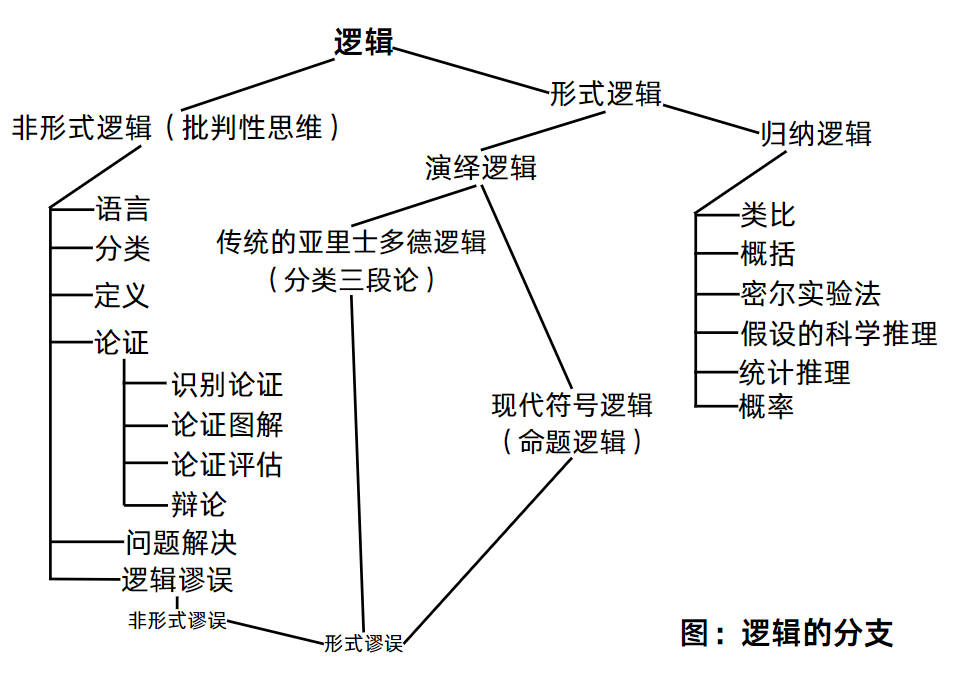 逻辑
形式逻辑
非形式逻辑（批判性思维）
归纳逻辑
演绎逻辑
语言
分类
定义
论证
识别论证
论证图解
论证评估
辩论
问题解决
逻辑谬误
非形式谬误
传统的亚里士多德逻辑
（分类三段论）
现代符号逻辑
（命题逻辑）
形式谬误
类比
概括
密尔实验法
假设的科学推理
统计推理
概率
图：逻辑的分支